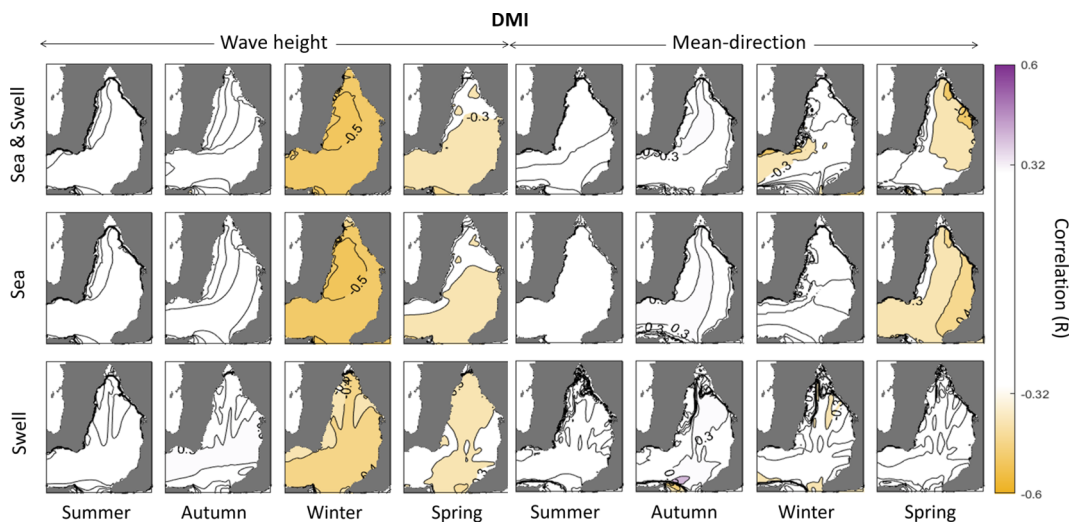 DMI
Wave height
Mean-direction
Sea & Swell
-0.5
-0.3
-0.3
-0.3
Sea
-0.5
0.3
0.3
-0.4
Swell
-0.4
0.3
0.3
Summer
Autumn
Winter
Spring
Summer
Autumn
Winter
Spring
0.6
0.32
-0.32
-0.6
Correlation (R)